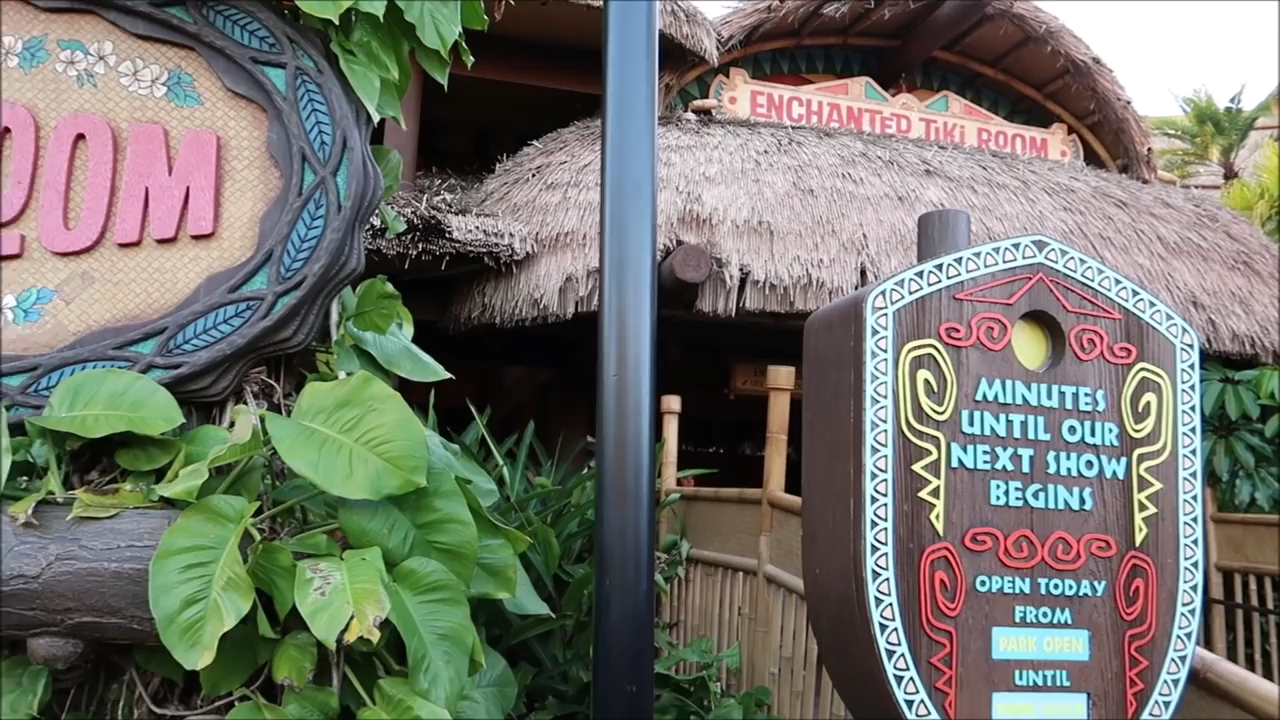 ROOM
ENCHANTED TIKI ROOM
MINUTES
UNTIL OUR
NEXT SHOW
BEGINS
OPEN TODAY
FROM
PARK OPEN
UNTIL